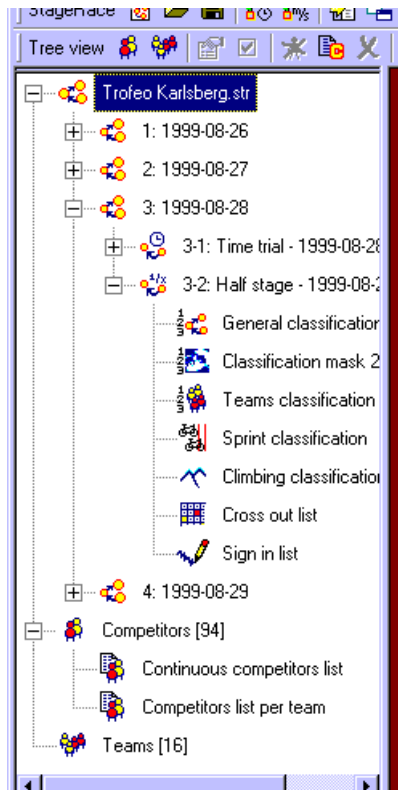 StageRace
Tree view
Trofeo Karlsberg.str
1: 1999-08-26
2: 1999-08-27
3: 1999-08-28
3-1: Time trial - 1999-08-28
3-2: Half stage - 1999-08-2
General classification
Classification mask 2
Teams classification
Sprint classification
Climbing classification
Cross out list
Sign in list
4: 1999-08-29
Competitors [94]
Continuous competitors list
Competitors list per team
Teams [16]